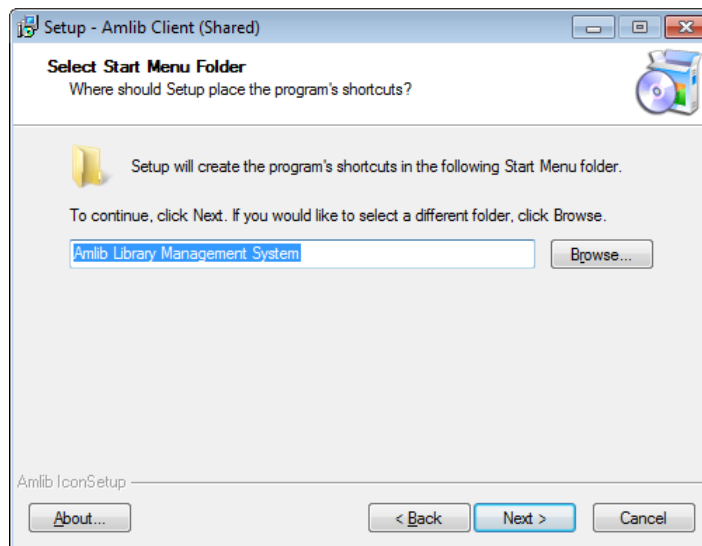 Setup - Amlib Client (Shared)
Select Start Menu Folder
Where should Setup place the program's shortcuts?
Setup will create the program's shortcuts in the following Start Menu folder.
To continue, click Next. If you would like to select a different folder, click Browse.
Amlib Library Management System
Browse...
Amlib IconSetup
About...
< Back
Next >
Cancel